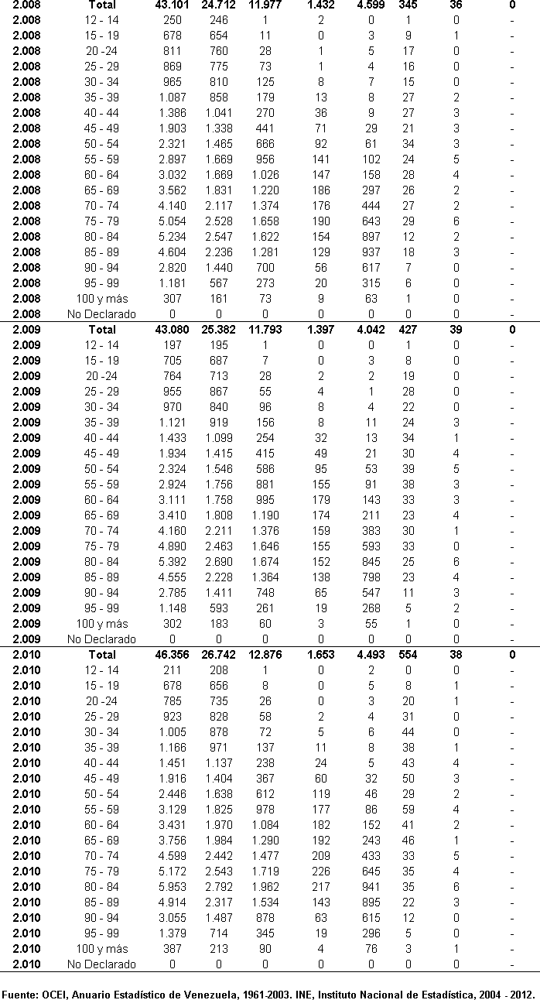 2.008 Total 43.101 24.712 11.977 1.432 4.599 345 36 0
2.008 12 - 14 250 246 1 2 0 1 0 -
2.008 15 - 19 678 654 11 0 3 9 1 -
2.008 20 -24 811 760 28 1 5 17 0 -
2.008 25 - 29 869 775 73 1 4 16 0 -
2.008 30 - 34 965 810 125 8 7 15 0 -
2.008 35 - 39 1.087 858 179 13 8 27 2 -
2.008 40 - 44 1.386 1.041 270 36 9 27 3 -
2.008 45 - 49 1.903 1.338 441 71 29 21 3 -
2.008 50 - 54 2.321 1.465 666 92 61 34 3 -
2.008 55 - 59 2.897 1.669 956 141 102 24 5 -
2.008 60 - 64 3.032 1.669 1.026 147 158 28 4 -
2.008 65 - 69 3.562 1.831 1.220 186 297 26 2 -
2.008 70 - 74 4.140 2.117 1.374 176 444 27 2 -
2.008 75 - 79 5.054 2.528 1.658 190 643 29 6 -
2.008 80 - 84 5.234 2.547 1.622 154 897 12 2 -
2.008 85 - 89 4.604 2.236 1.281 129 937 18 3 -
2.008 90 - 94 2.820 1.440 700 56 617 7 0 -
2.008 95 - 99 1.181 567 273 20 315 6 0 -
2.008 100 y más 307 161 73 9 63 1 0 -
2.008 No Declarado 0 0 0 0 0 0 0 -
2.009 Total 43.080 25.382 11.793 1.397 4.042 427 39 0
2.009 12 - 14 197 195 1 0 0 1 0 -
2.009 15 - 19 705 687 7 0 3 8 0 -
2.009 20 -24 764 713 28 2 2 19 0 -
2.009 25 - 29 955 867 55 4 1 28 0 -
2.009 30 - 34 970 840 96 8 4 22 0 -
2.009 35 - 39 1.121 919 156 8 11 24 3 -
2.009 40 - 44 1.433 1.099 254 32 13 34 1 -
2.009 45 - 49 1.934 1.415 415 49 21 30 4 -
2.009 50 - 54 2.324 1.546 586 95 53 39 5 -
2.009 55 - 59 2.924 1.756 881 155 91 38 3 -
2.009 60 - 64 3.111 1.758 995 179 143 33 3 -
2.009 65 - 69 3.410 1.808 1.190 174 211 23 4 -
2.009 70 - 74 4.160 2.211 1.376 159 383 30 1 -
2.009 75 - 79 4.890 2.463 1.646 155 593 33 0 -
2.009 80 - 84 5.392 2.690 1.674 152 845 25 6 -
2.009 85 - 89 4.555 2.228 1.364 138 798 23 4 -
2.009 90 - 94 2.785 1.411 748 65 547 11 3 -
2.009 95 - 99 1.148 593 261 19 268 5 2 -
2.009 100 y más 302 183 60 3 55 1 0 -
2.009 No Declarado 0 0 0 0 0 0 0 -
2.010 Total 46.356 26.742 12.876 1.653 4.493 554 38 0
2.010 12 - 14 211 208 1 0 2 0 0 -
2.010 15 - 19 678 656 8 0 5 8 1 -
2.010 20 -24 785 735 26 0 3 20 1 -
2.010 25 - 29 923 828 58 2 4 31 0 -
2.010 30 - 34 1.005 878 72 5 6 44 0 -
2.010 35 - 39 1.166 971 137 11 8 38 1 -
2.010 40 - 44 1.451 1.137 238 24 5 43 4 -
2.010 45 - 49 1.916 1.404 367 60 32 50 3 -
2.010 50 - 54 2.446 1.638 612 119 46 29 2 -
2.010 55 - 59 3.129 1.825 978 177 86 59 4 -
2.010 60 - 64 3.431 1.970 1.084 182 152 41 2 -
2.010 65 - 69 3.756 1.984 1.290 192 243 46 1 -
2.010 70 - 74 4.599 2.442 1.477 209 433 33 5 -
2.010 75 - 79 5.172 2.543 1.719 226 645 35 4 -
2.010 80 - 84 5.953 2.792 1.962 217 941 35 6 -
2.010 85 - 89 4.914 2.317 1.534 143 895 22 3 -
2.010 90 - 94 3.055 1.487 878 63 615 12 0 -
2.010 95 - 99 1.379 714 345 19 296 5 0 -
2.010 100 y más 387 213 90 4 76 3 1 -
2.010 No Declarado 0 0 0 0 0 0 0 -
Fuente: OCEI, Anuario Estadístico de Venezuela, 1961-2003. INE, Instituto Nacional de Estadística, 2004 - 2012.